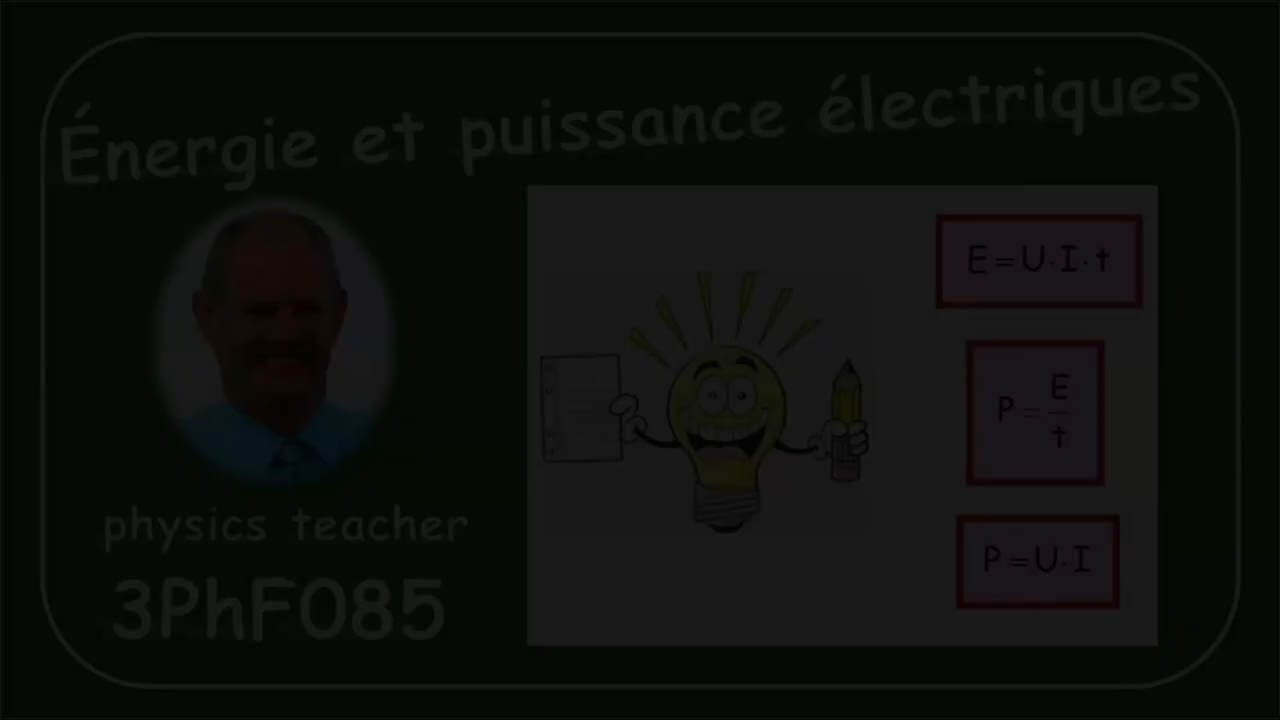 Énergie et puissance électriques
E = U · I · t
P = E
t
P = U · I
physics teacher
3PhF085